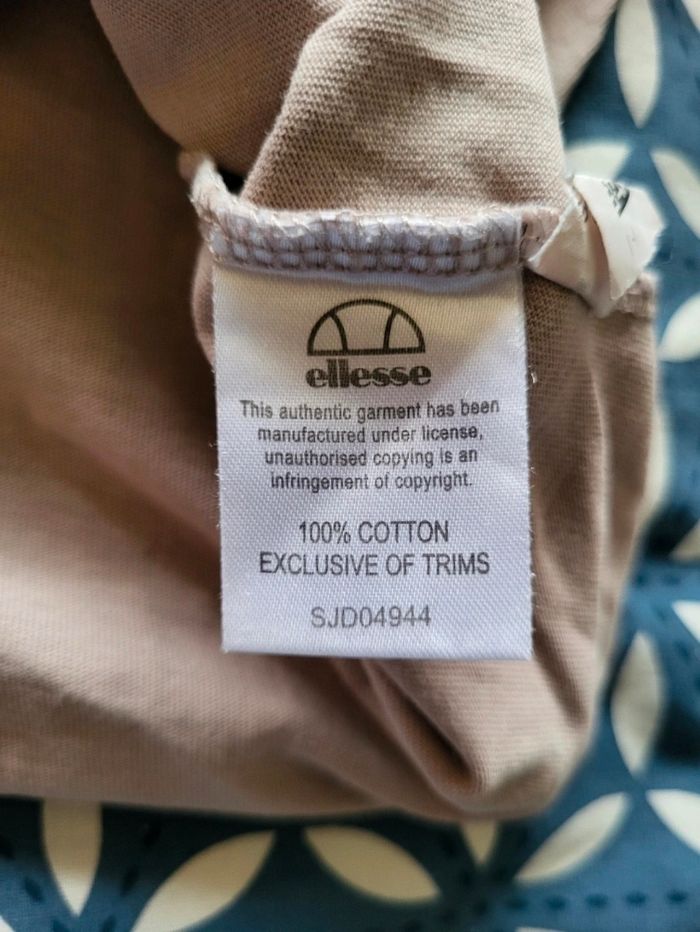 ellesse
This authentic garment has been
manufactured under license,
unauthorised copying is an
infringement of copyright.
100% COTTON
EXCLUSIVE OF TRIMS
SJD04944